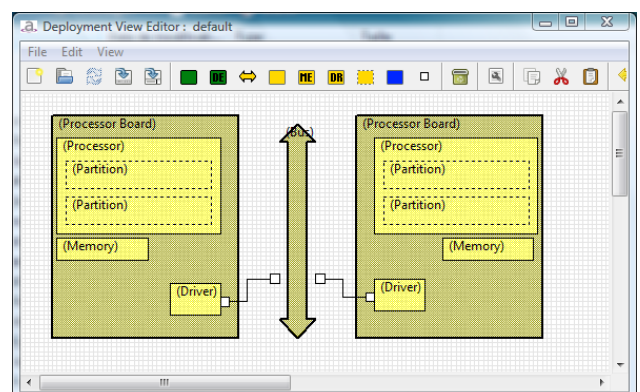 .a. Deployment View Editor : default
File Edit View
DE ME DR
(Processor Board)
(Processor)
(Partition)
(Partition)
(Memory)
(Driver)
(Bus)
(Processor Board)
(Processor)
(Partition)
(Partition)
(Memory)
(Driver)